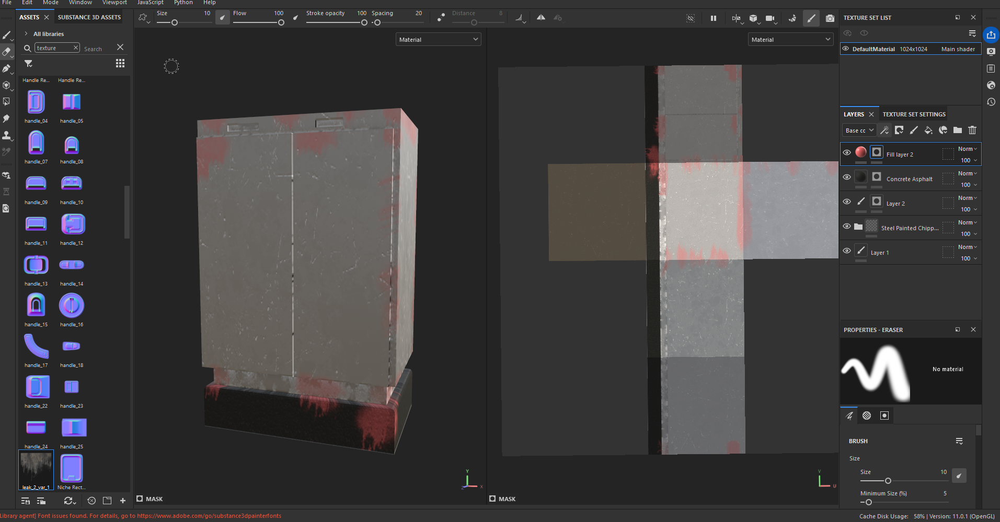 File Edit Mode Window Viewport JavaScript Python Help
ASSETS SUBSTANCE 3D ASSETS
Size 10 Flow 100 Stroke opacity 100 Spacing 20 Distance 8
All libraries
texture Search
Material
Material
Handle Re... Handle Re...
handle_04 handle_05
handle_07 handle_08
handle_09 handle_10
handle_11 handle_12
handle_13 handle_14
handle_15 handle_16
handle_17 handle_18
handle_22 handle_23
handle_24 handle_25
leak_2_var_1 Niche Rect...
Y
X
Z
MASK
V
U
MASK
TEXTURE SET LIST
DefaultMaterial 1024x1024 Main shader
LAYERS TEXTURE SET SETTINGS
Base cc
Fill layer 2 Norm 100
Concrete Asphalt Norm 100
Layer 2 Norm 100
Steel Painted Chipp... Norm 100
Layer 1 Norm 100
PROPERTIES - ERASER
No material
BRUSH
Size
Size 10
Minimum Size (%) 5
Library agent] Font issues found. For details, go to https://www.adobe.com/go/substance3dpainterfonts
Cache Disk Usage: 58% | Version: 11.0.1 (OpenGL)